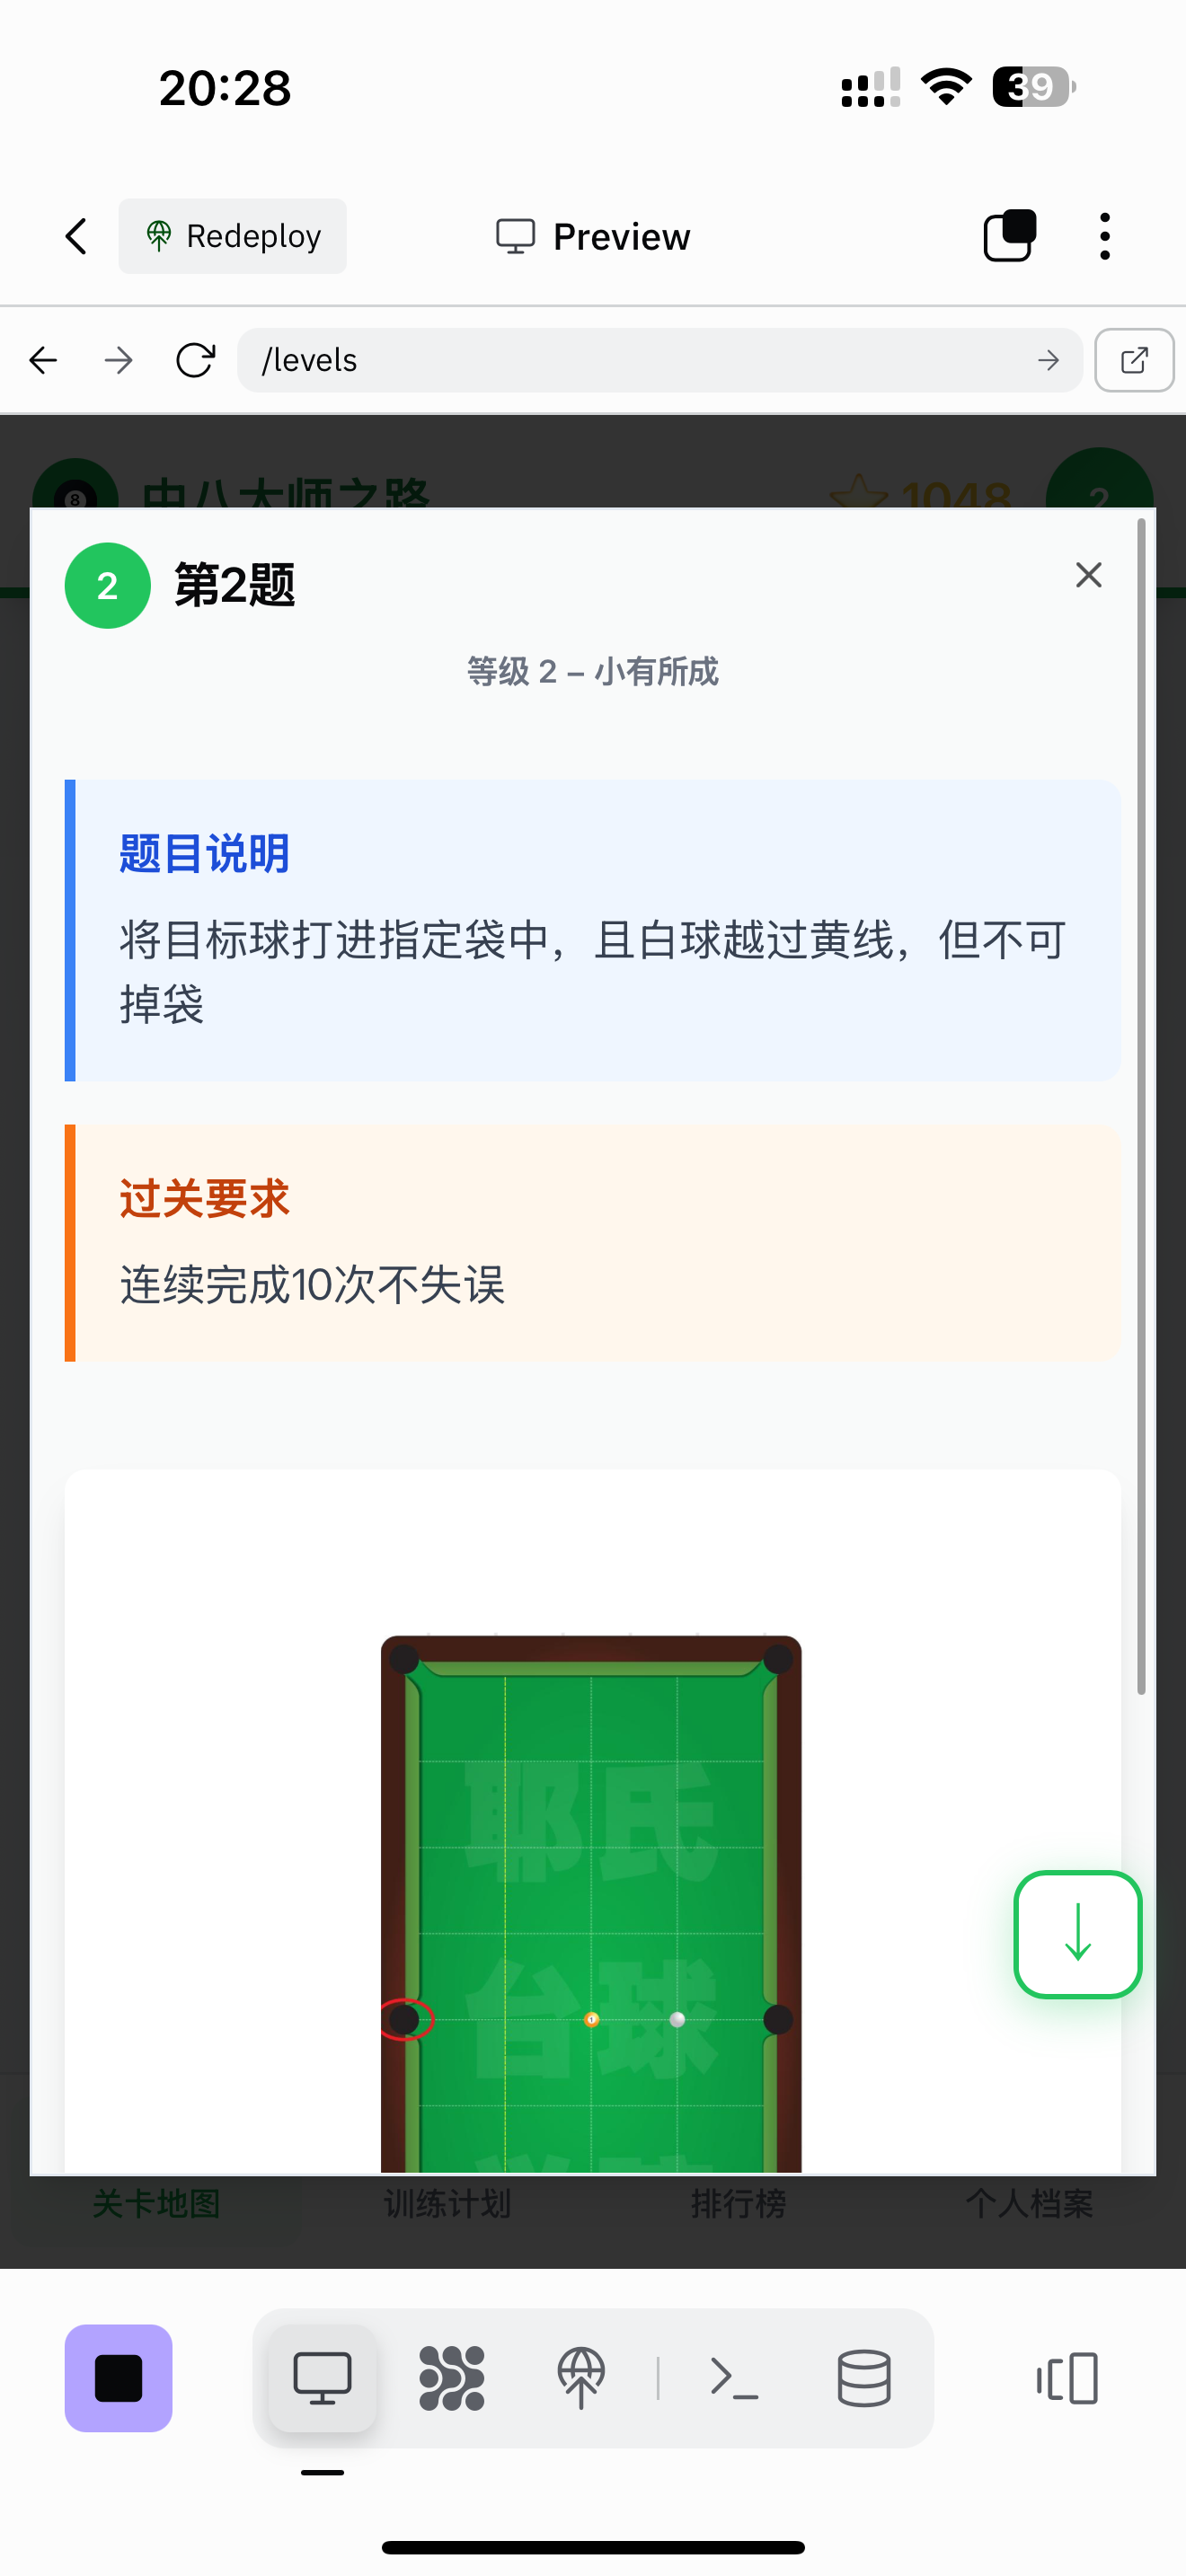 20:28
39
Redeploy
Preview
/levels
8
中八大师之路
1048
2
2
第2题
等级 2 – 小有所成
题目说明
将目标球打进指定袋中，且白球越过黄线，但不可
掉袋
过关要求
连续完成10次不失误
耶氏
台球
1
关卡地图
训练计划
排行榜
个人档案